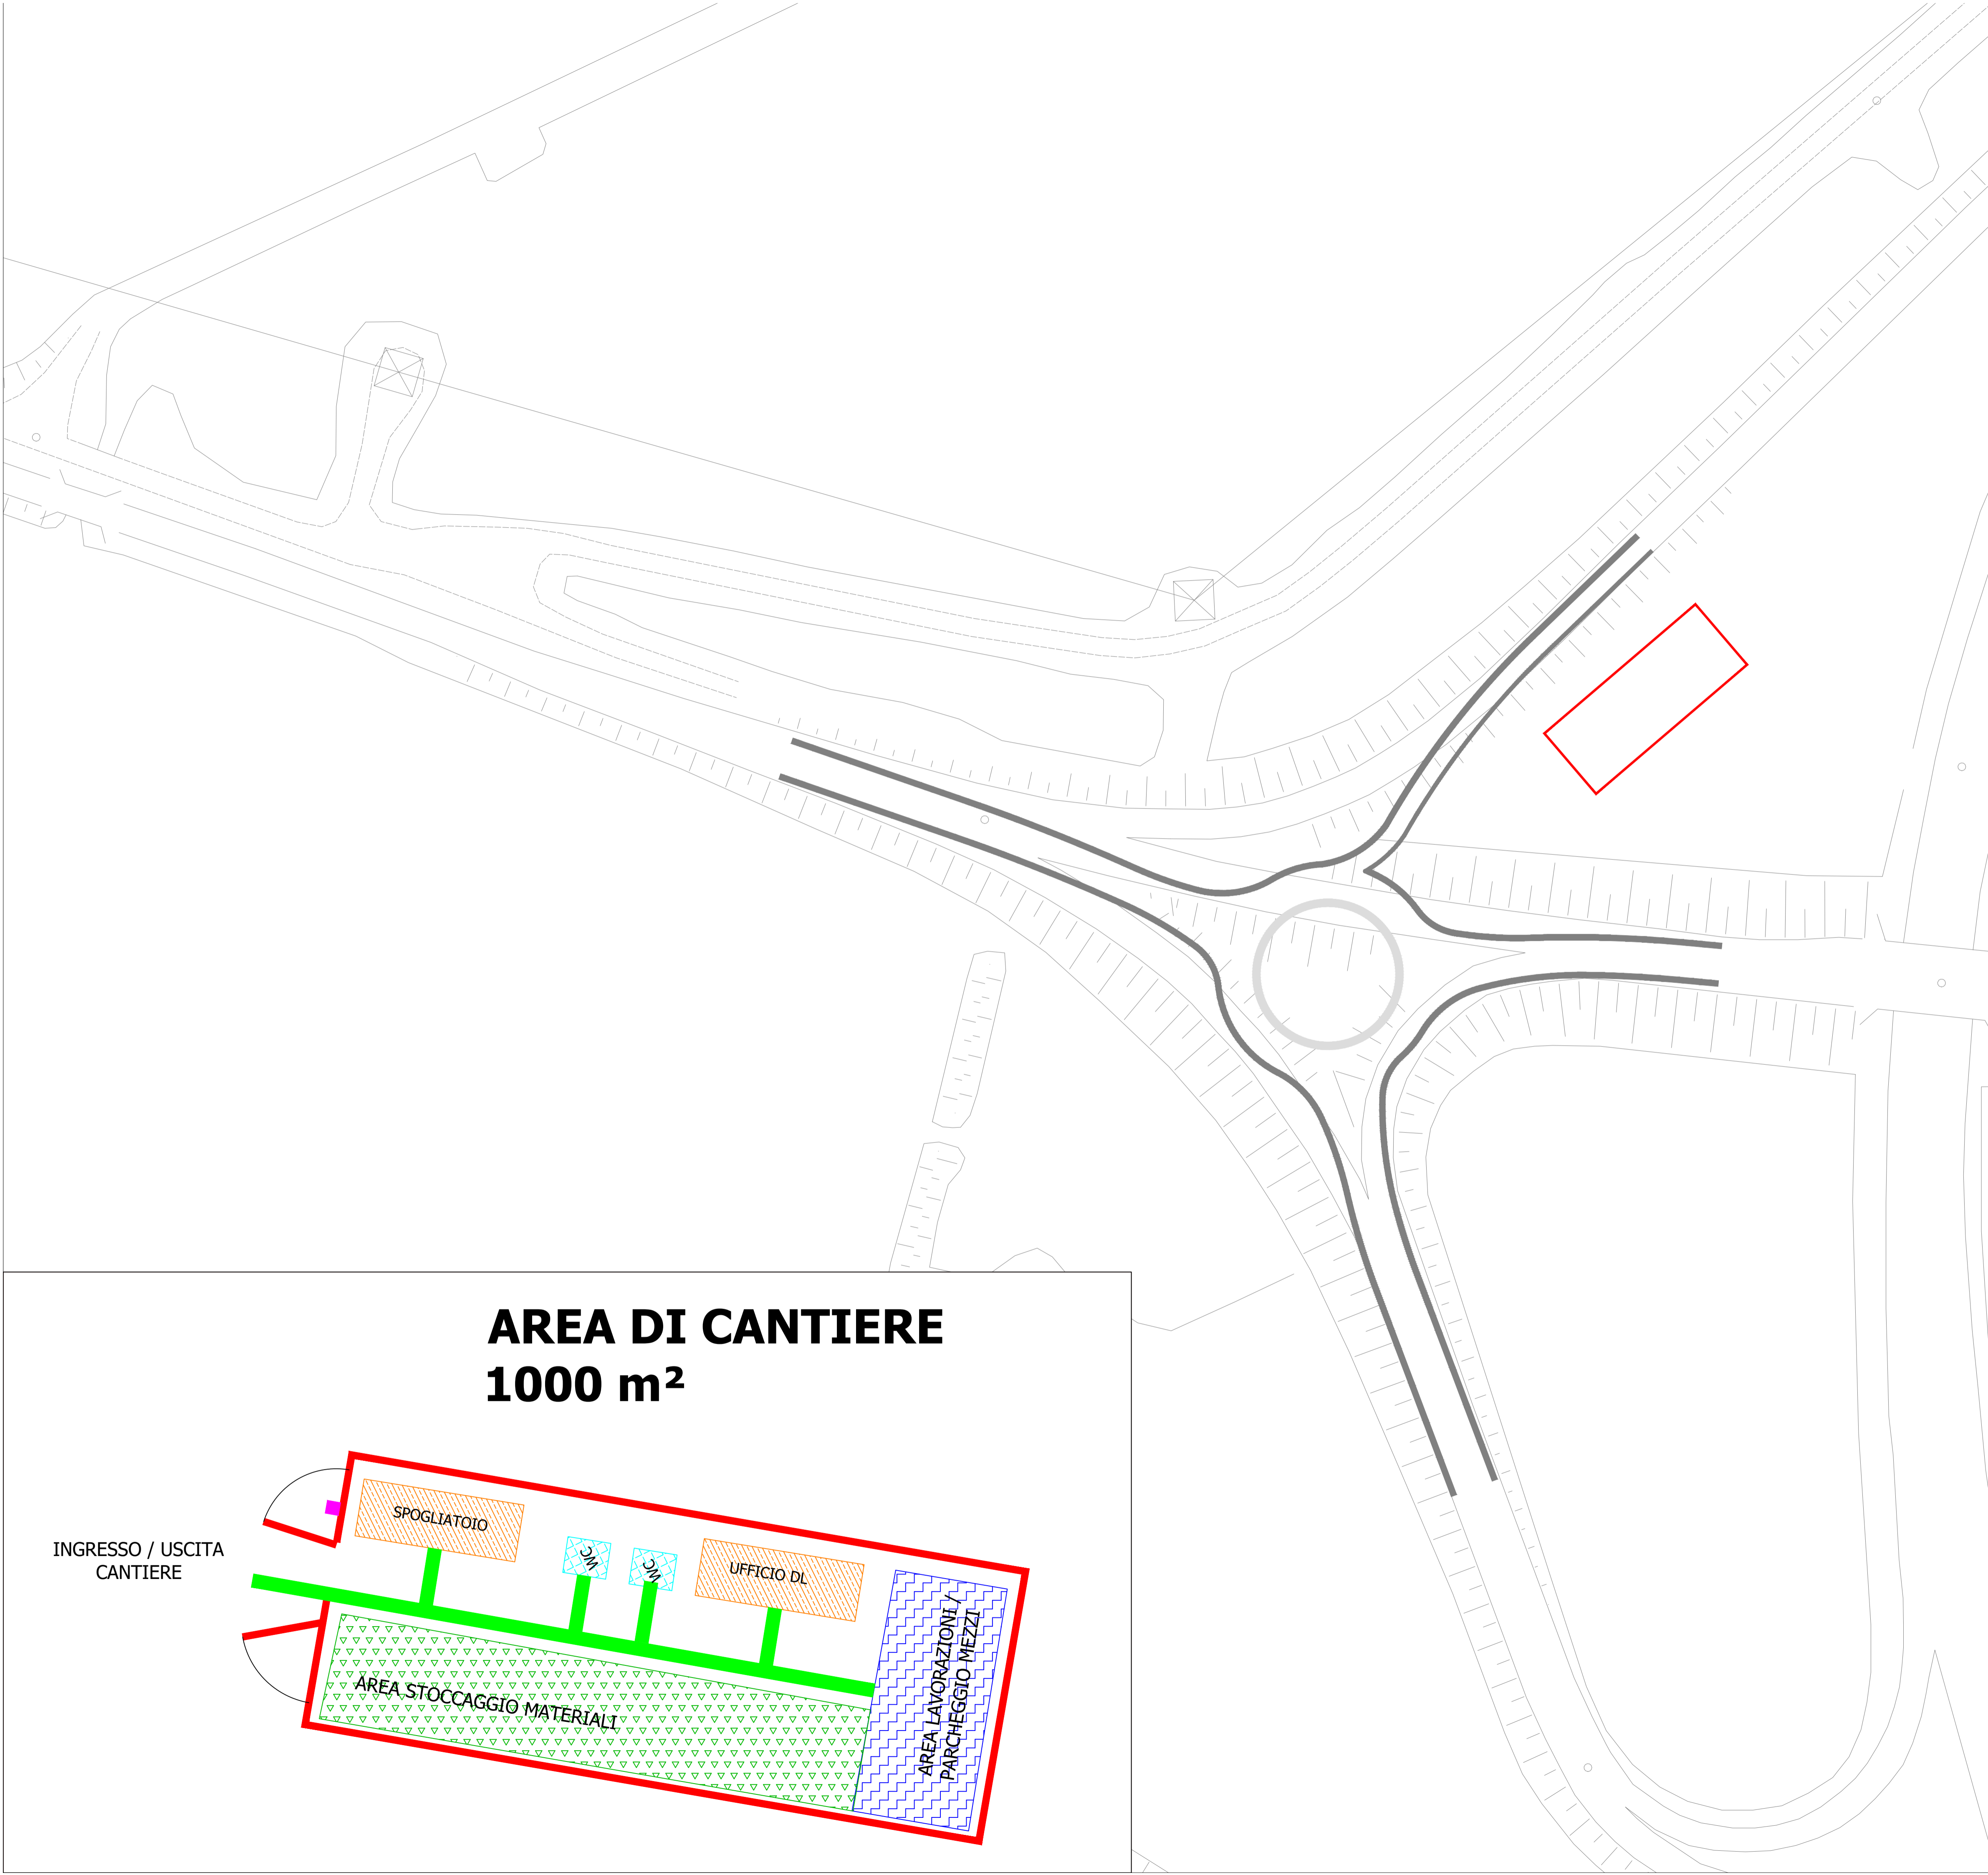 AREA DI CANTIERE
1000 m²
INGRESSO / USCITA
CANTIERE
SPOGLIATOIO
WC
WC
UFFICIO DL
AREA STOCCAGGIO MATERIALI
AREA LAVORAZIONI /
PARCHEGGIO MEZZI